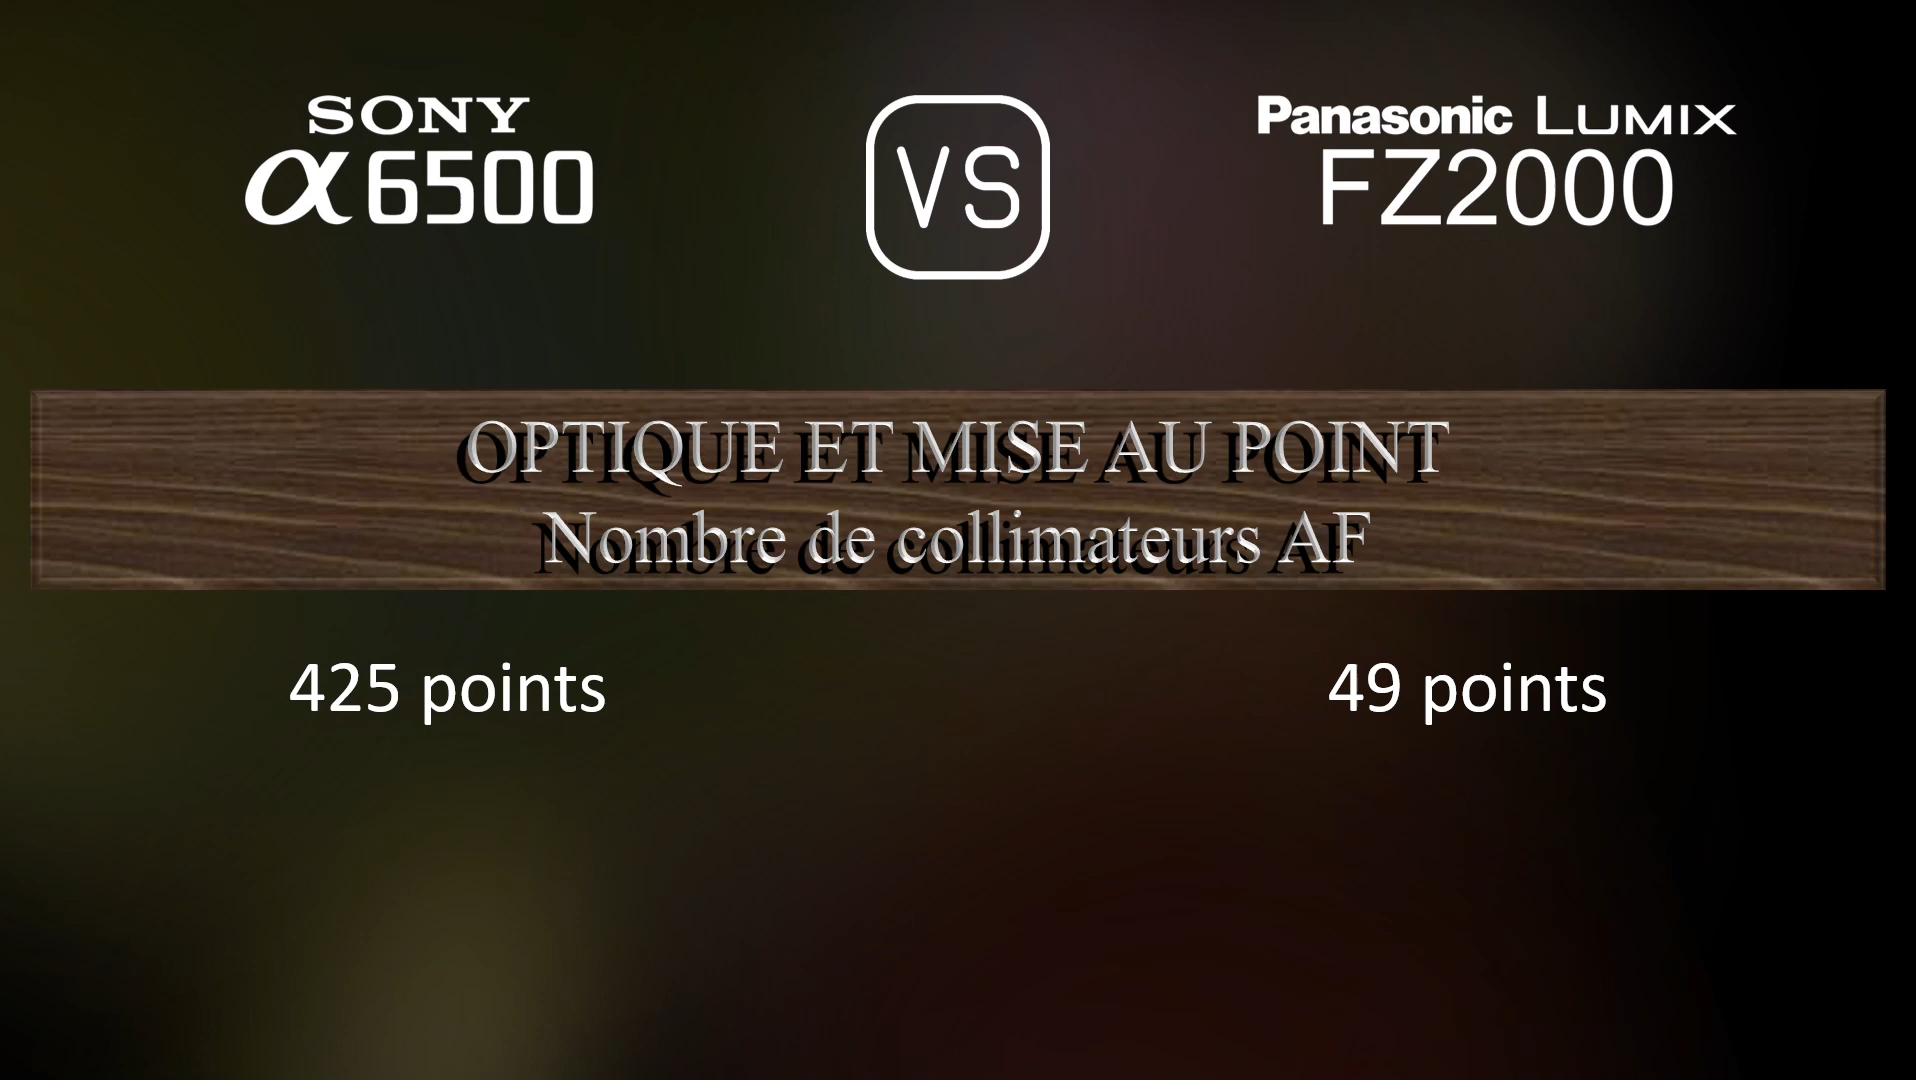 SONY
α6500
VS
Panasonic LUMIX
FZ2000
OPTIQUE ET MISE AU POINT
Nombre de collimateurs AF
425 points
49 points